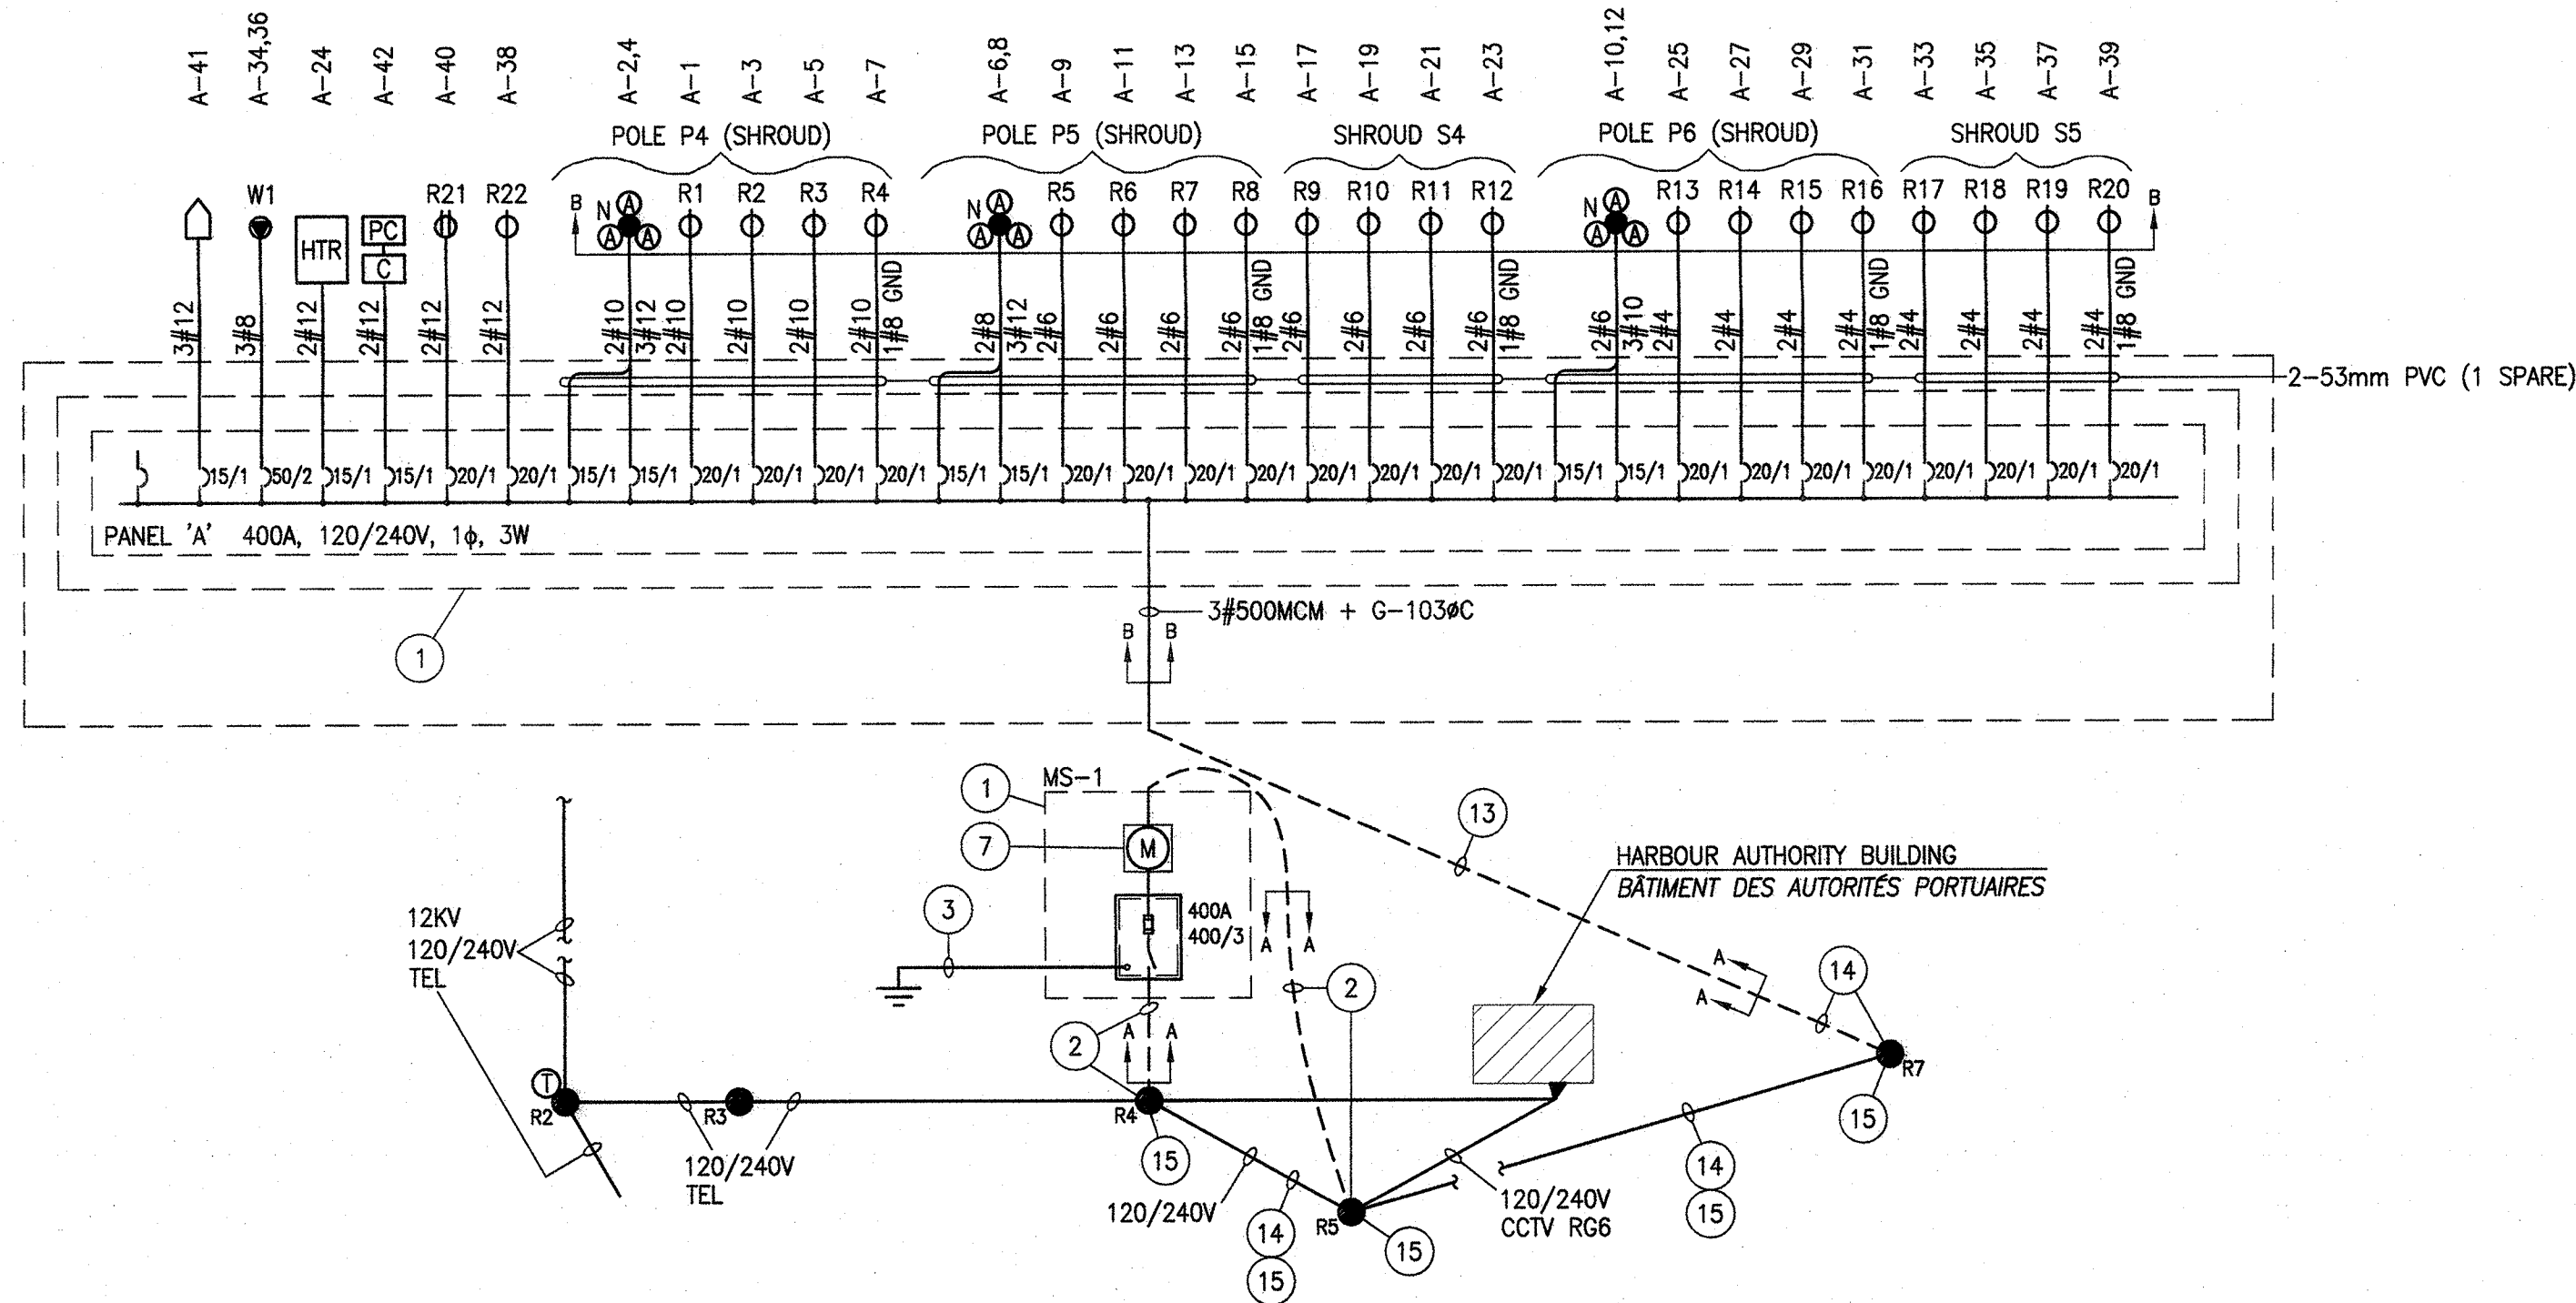 A-41 A-34,36 A-24 A-42 A-40 A-38 A-2,4 A-1 A-3 A-5 A-7 A-6,8 A-9 A-11 A-13 A-15 A-17 A-19 A-21 A-23 A-10,12 A-25 A-27 A-29 A-31 A-33 A-35 A-37 A-39
POLE P4 (SHROUD) POLE P5 (SHROUD) SHROUD S4 POLE P6 (SHROUD) SHROUD S5
W1 R21 R22 B N A A A R1 R2 R3 R4 N A A A R5 R6 R7 R8 R9 R10 R11 R12 N A A A R13 R14 R15 R16 R17 R18 R19 R20 B
HTR PC
C
3#12 3#8 2#12 2#12 2#12 2#12 2#10 3#12 2#10 2#10 2#10 2#10 1#8 GND 2#8 3#12 2#6 2#6 2#6 2#6 1#8 GND 2#6 2#6 2#6 2#6 1#8 GND 2#6 3#10 2#4 2#4 2#4 2#4 1#8 GND 2#4 2#4 2#4 2#4 1#8 GND
2-53mm PVC (1 SPARE)
15/1 50/2 15/1 15/1 20/1 20/1 15/1 15/1 20/1 20/1 20/1 20/1 15/1 15/1 20/1 20/1 20/1 20/1 20/1 20/1 20/1 20/1 15/1 15/1 20/1 20/1 20/1 20/1 20/1 20/1 20/1 20/1
PANEL 'A' 400A, 120/240V, 1ϕ, 3W
3#500MCM + G-103øC
B B
1
MS-1
1
7
M
13
HARBOUR AUTHORITY BUILDING
BÂTIMENT DES AUTORITÉS PORTUAIRES
3
400A
400/3
A A
12KV
120/240V
TEL
2
A
A
14
2
A A
T
R2
R3
R4
R7
15
120/240V
TEL
15
120/240V
14
15
R5
15
120/240V
CCTV RG6
14
15